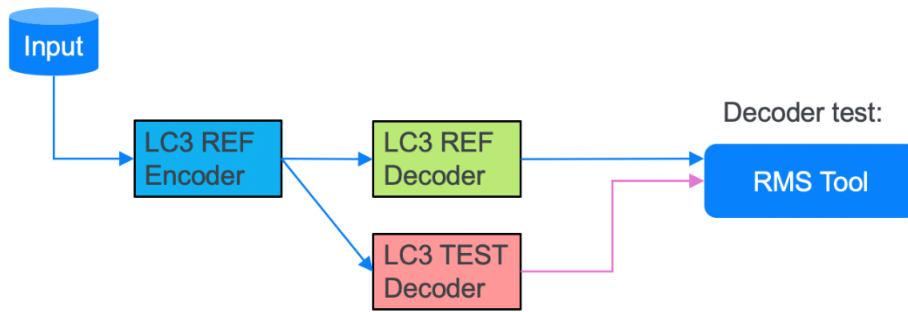 Input
LC3 REF
Encoder
LC3 REF
Decoder
LC3 TEST
Decoder
Decoder test:
RMS Tool